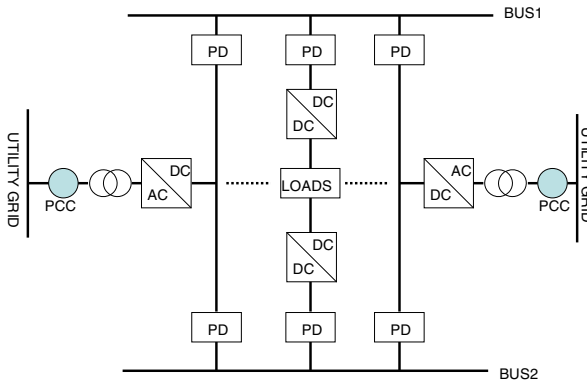 BUS1
PD PD PD
DC
DC
UTILITY GRID
PCC
DC
AC
LOADS
AC
DC
PCC
UTILITY GRID
DC
DC
PD PD PD
BUS2